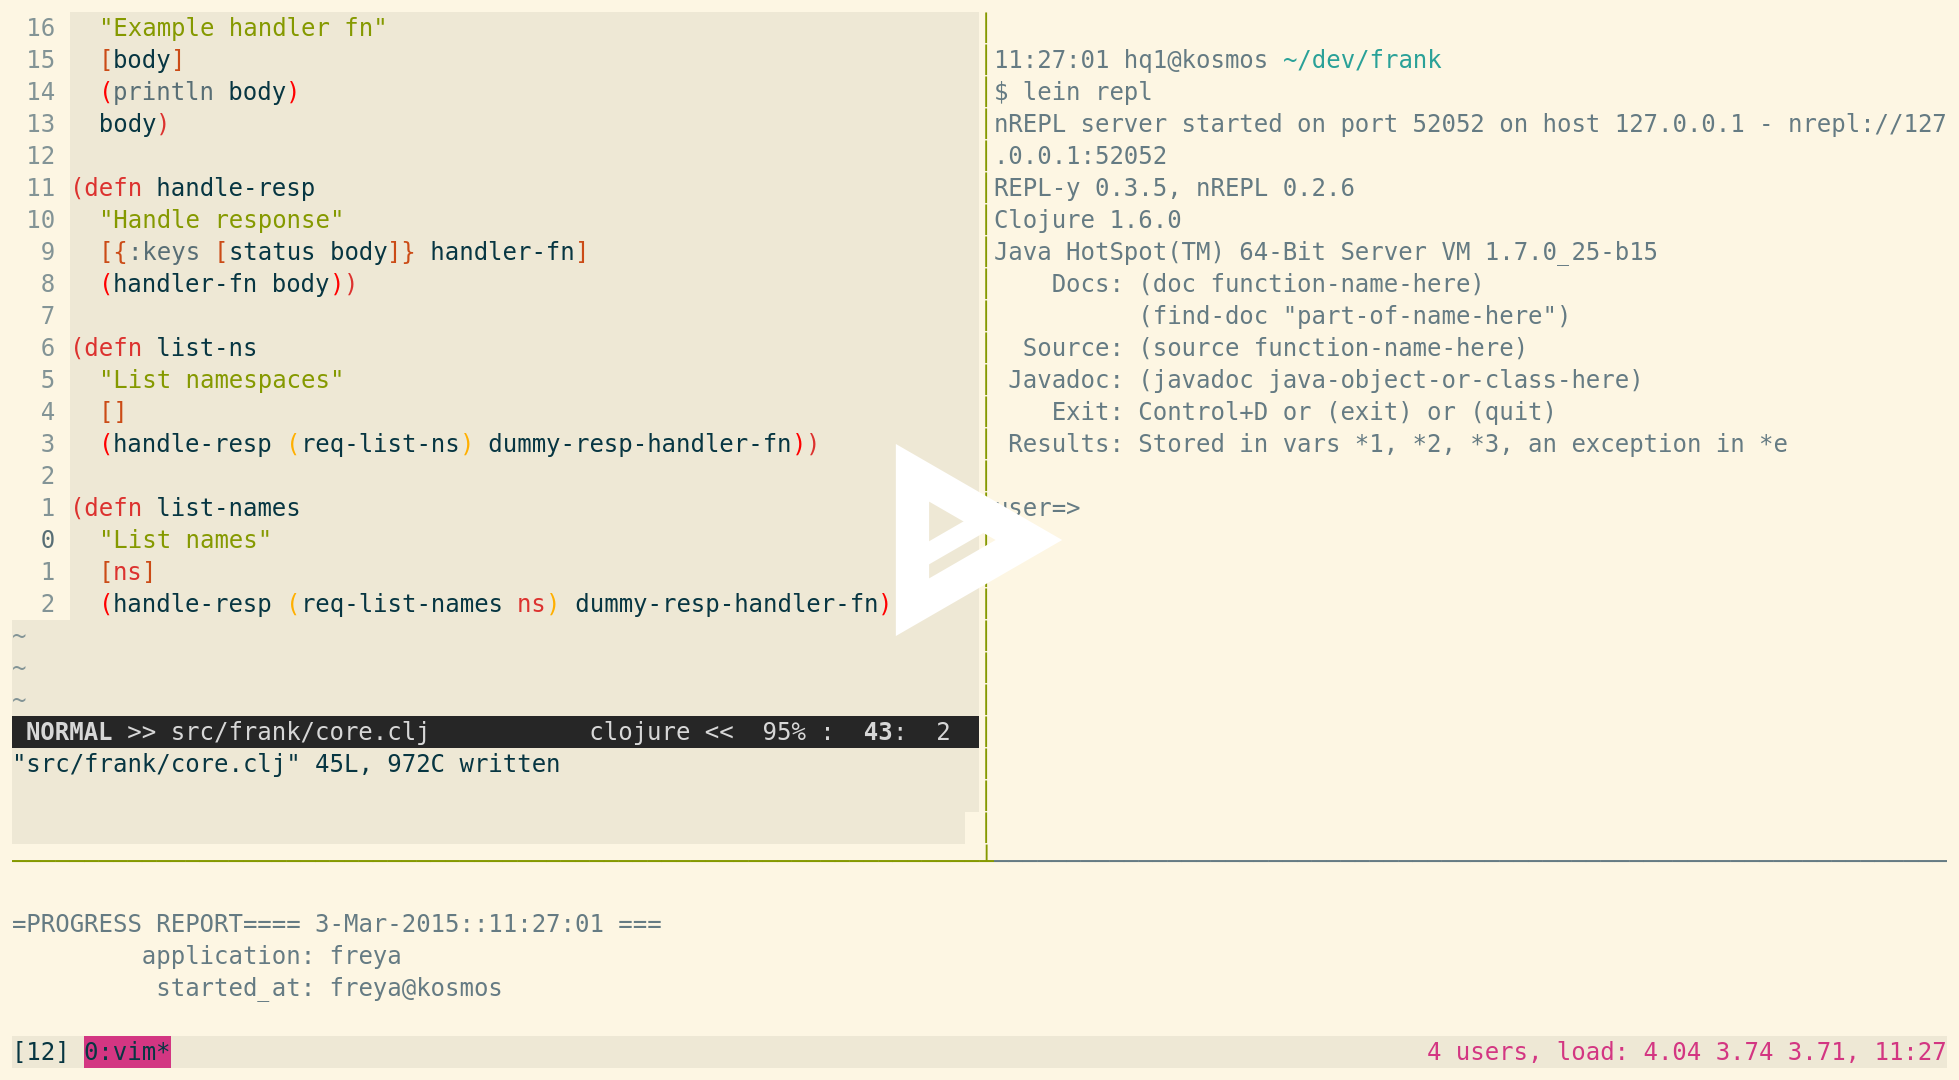 16 "Example handler fn"
15 [body]
14 (println body)
13 body)
12
11 (defn handle-resp
10 "Handle response"
9 [{:keys [status body]} handler-fn]
8 (handler-fn body))
7
6 (defn list-ns
5 "List namespaces"
4 []
3 (handle-resp (req-list-ns) dummy-resp-handler-fn))
2
1 (defn list-names
0 "List names"
1 [ns]
2 (handle-resp (req-list-names ns) dummy-resp-handler-fn)
~
~
~
NORMAL >> src/frank/core.clj clojure << 95% : 43: 2
"src/frank/core.clj" 45L, 972C written
11:27:01 hq1@kosmos ~/dev/frank
$ lein repl
nREPL server started on port 52052 on host 127.0.0.1 - nrepl://127
.0.0.1:52052
REPL-y 0.3.5, nREPL 0.2.6
Clojure 1.6.0
Java HotSpot(TM) 64-Bit Server VM 1.7.0_25-b15
Docs: (doc function-name-here)
(find-doc "part-of-name-here")
Source: (source function-name-here)
Javadoc: (javadoc java-object-or-class-here)
Exit: Control+D or (exit) or (quit)
Results: Stored in vars *1, *2, *3, an exception in *e
user=>
=PROGRESS REPORT==== 3-Mar-2015::11:27:01 ===
application: freya
started_at: freya@kosmos
[12] 0:vim* 4 users, load: 4.04 3.74 3.71, 11:27